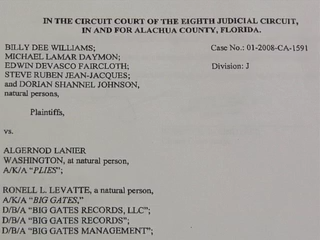 IN THE CIRCUIT COURT OF THE EIGHTH JUDICIAL CIRCUIT,
IN AND FOR ALACHUA COUNTY, FLORIDA.
BILLY DEE WILLIAMS; Case No.: 01-2008-CA-1591
MICHAEL LAMAR DAYMON;
EDWIN DEVASCO FAIRCLOTH; Division: J
STEVE RUBEN JEAN-JACQUES;
and DORIAN SHANNEL JOHNSON,
natural persons,
Plaintiffs,
vs.
ALGERNOD LANIER
WASHINGTON, at natural person,
A/K/A "PLIES";
RONELL L. LEVATTE, a natural person,
A/K/A "BIG GATES,"
D/B/A "BIG GATES RECORDS, LLC";
D/B/A "BIG GATES RECORDS";
D/B/A "BIG GATES MANAGEMENT";